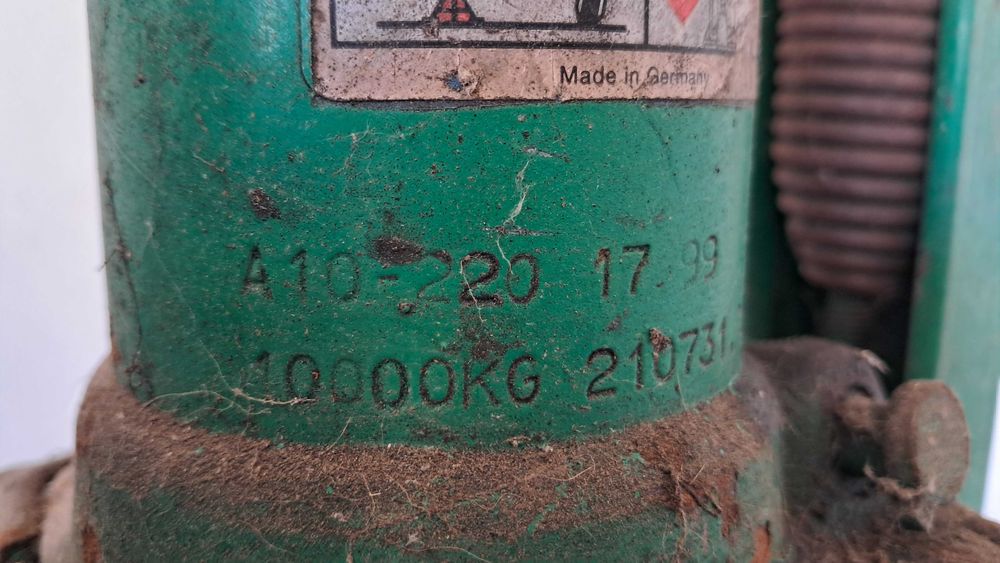 Made in Germany
A10-220 17.99
10000KG 210731